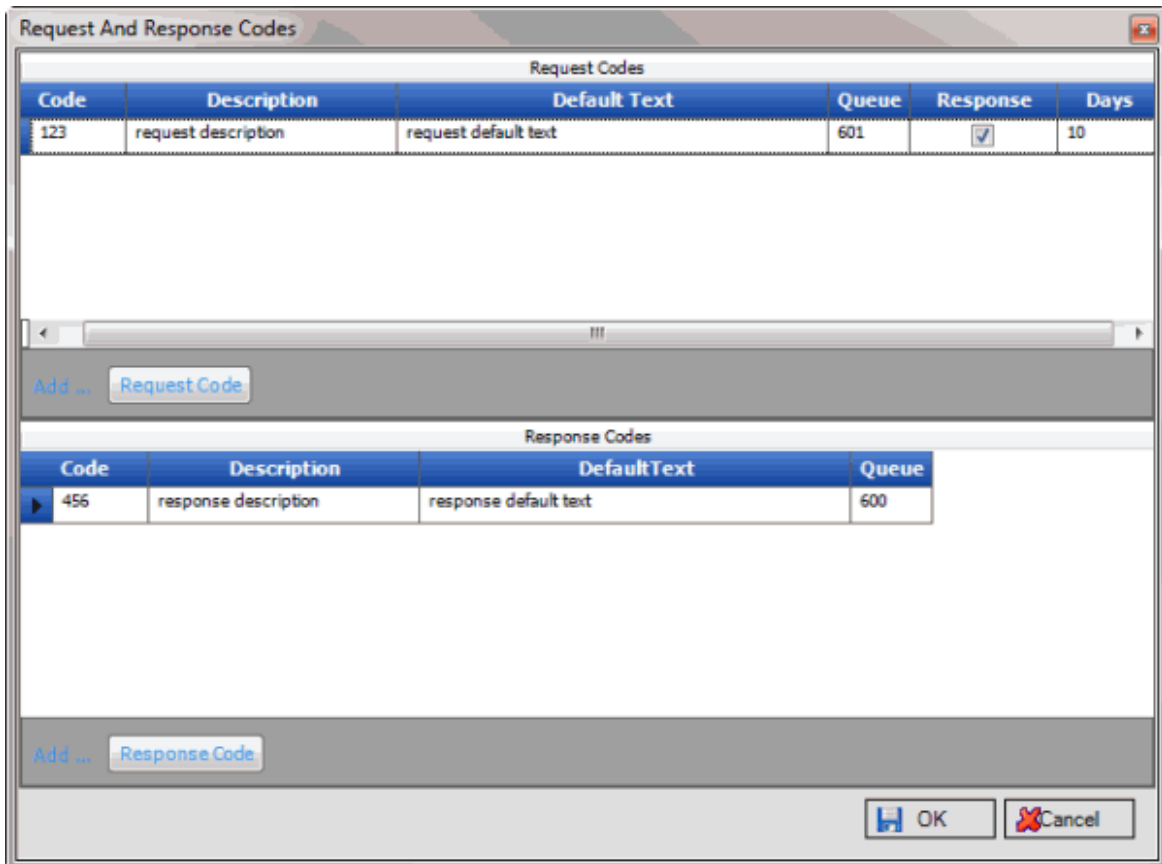 Request And Response Codes
Request Codes
Code Description Default Text Queue Response Days
123 request description request default text 601 10
Add ... Request Code
Response Codes
Code Description DefaultText Queue
456 response description response default text 600
Add ... Response Code
OK Cancel